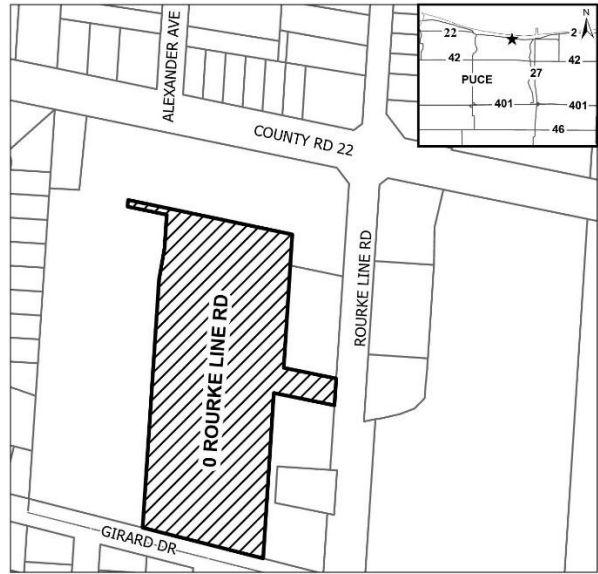 ALEXANDER AVE
COUNTY RD 22
N
22
2
42
42
PUCE
27
401
401
46
ROURKE LINE RD
0 ROURKE LINE RD
GIRARD DR